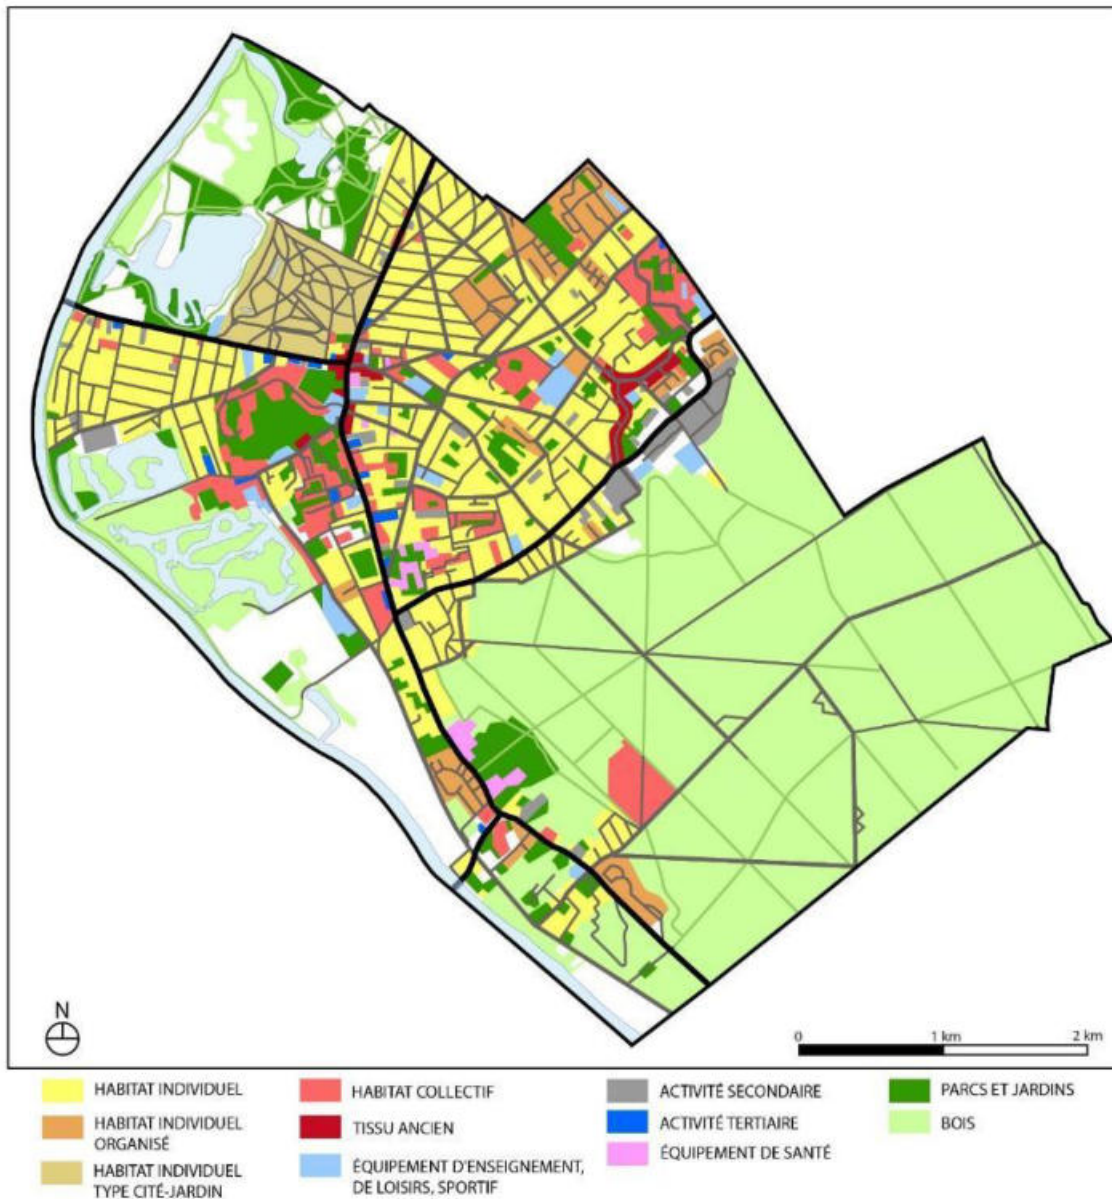 N
0 1 km 2 km
HABITAT INDIVIDUEL
HABITAT INDIVIDUEL
ORGANISÉ
HABITAT INDIVIDUEL
TYPE CITÉ-JARDIN
HABITAT COLLECTIF
TISSU ANCIEN
ÉQUIPEMENT D'ENSEIGNEMENT,
DE LOISIRS, SPORTIF
ACTIVITÉ SECONDAIRE
ACTIVITÉ TERTIAIRE
ÉQUIPEMENT DE SANTÉ
PARCS ET JARDINS
BOIS